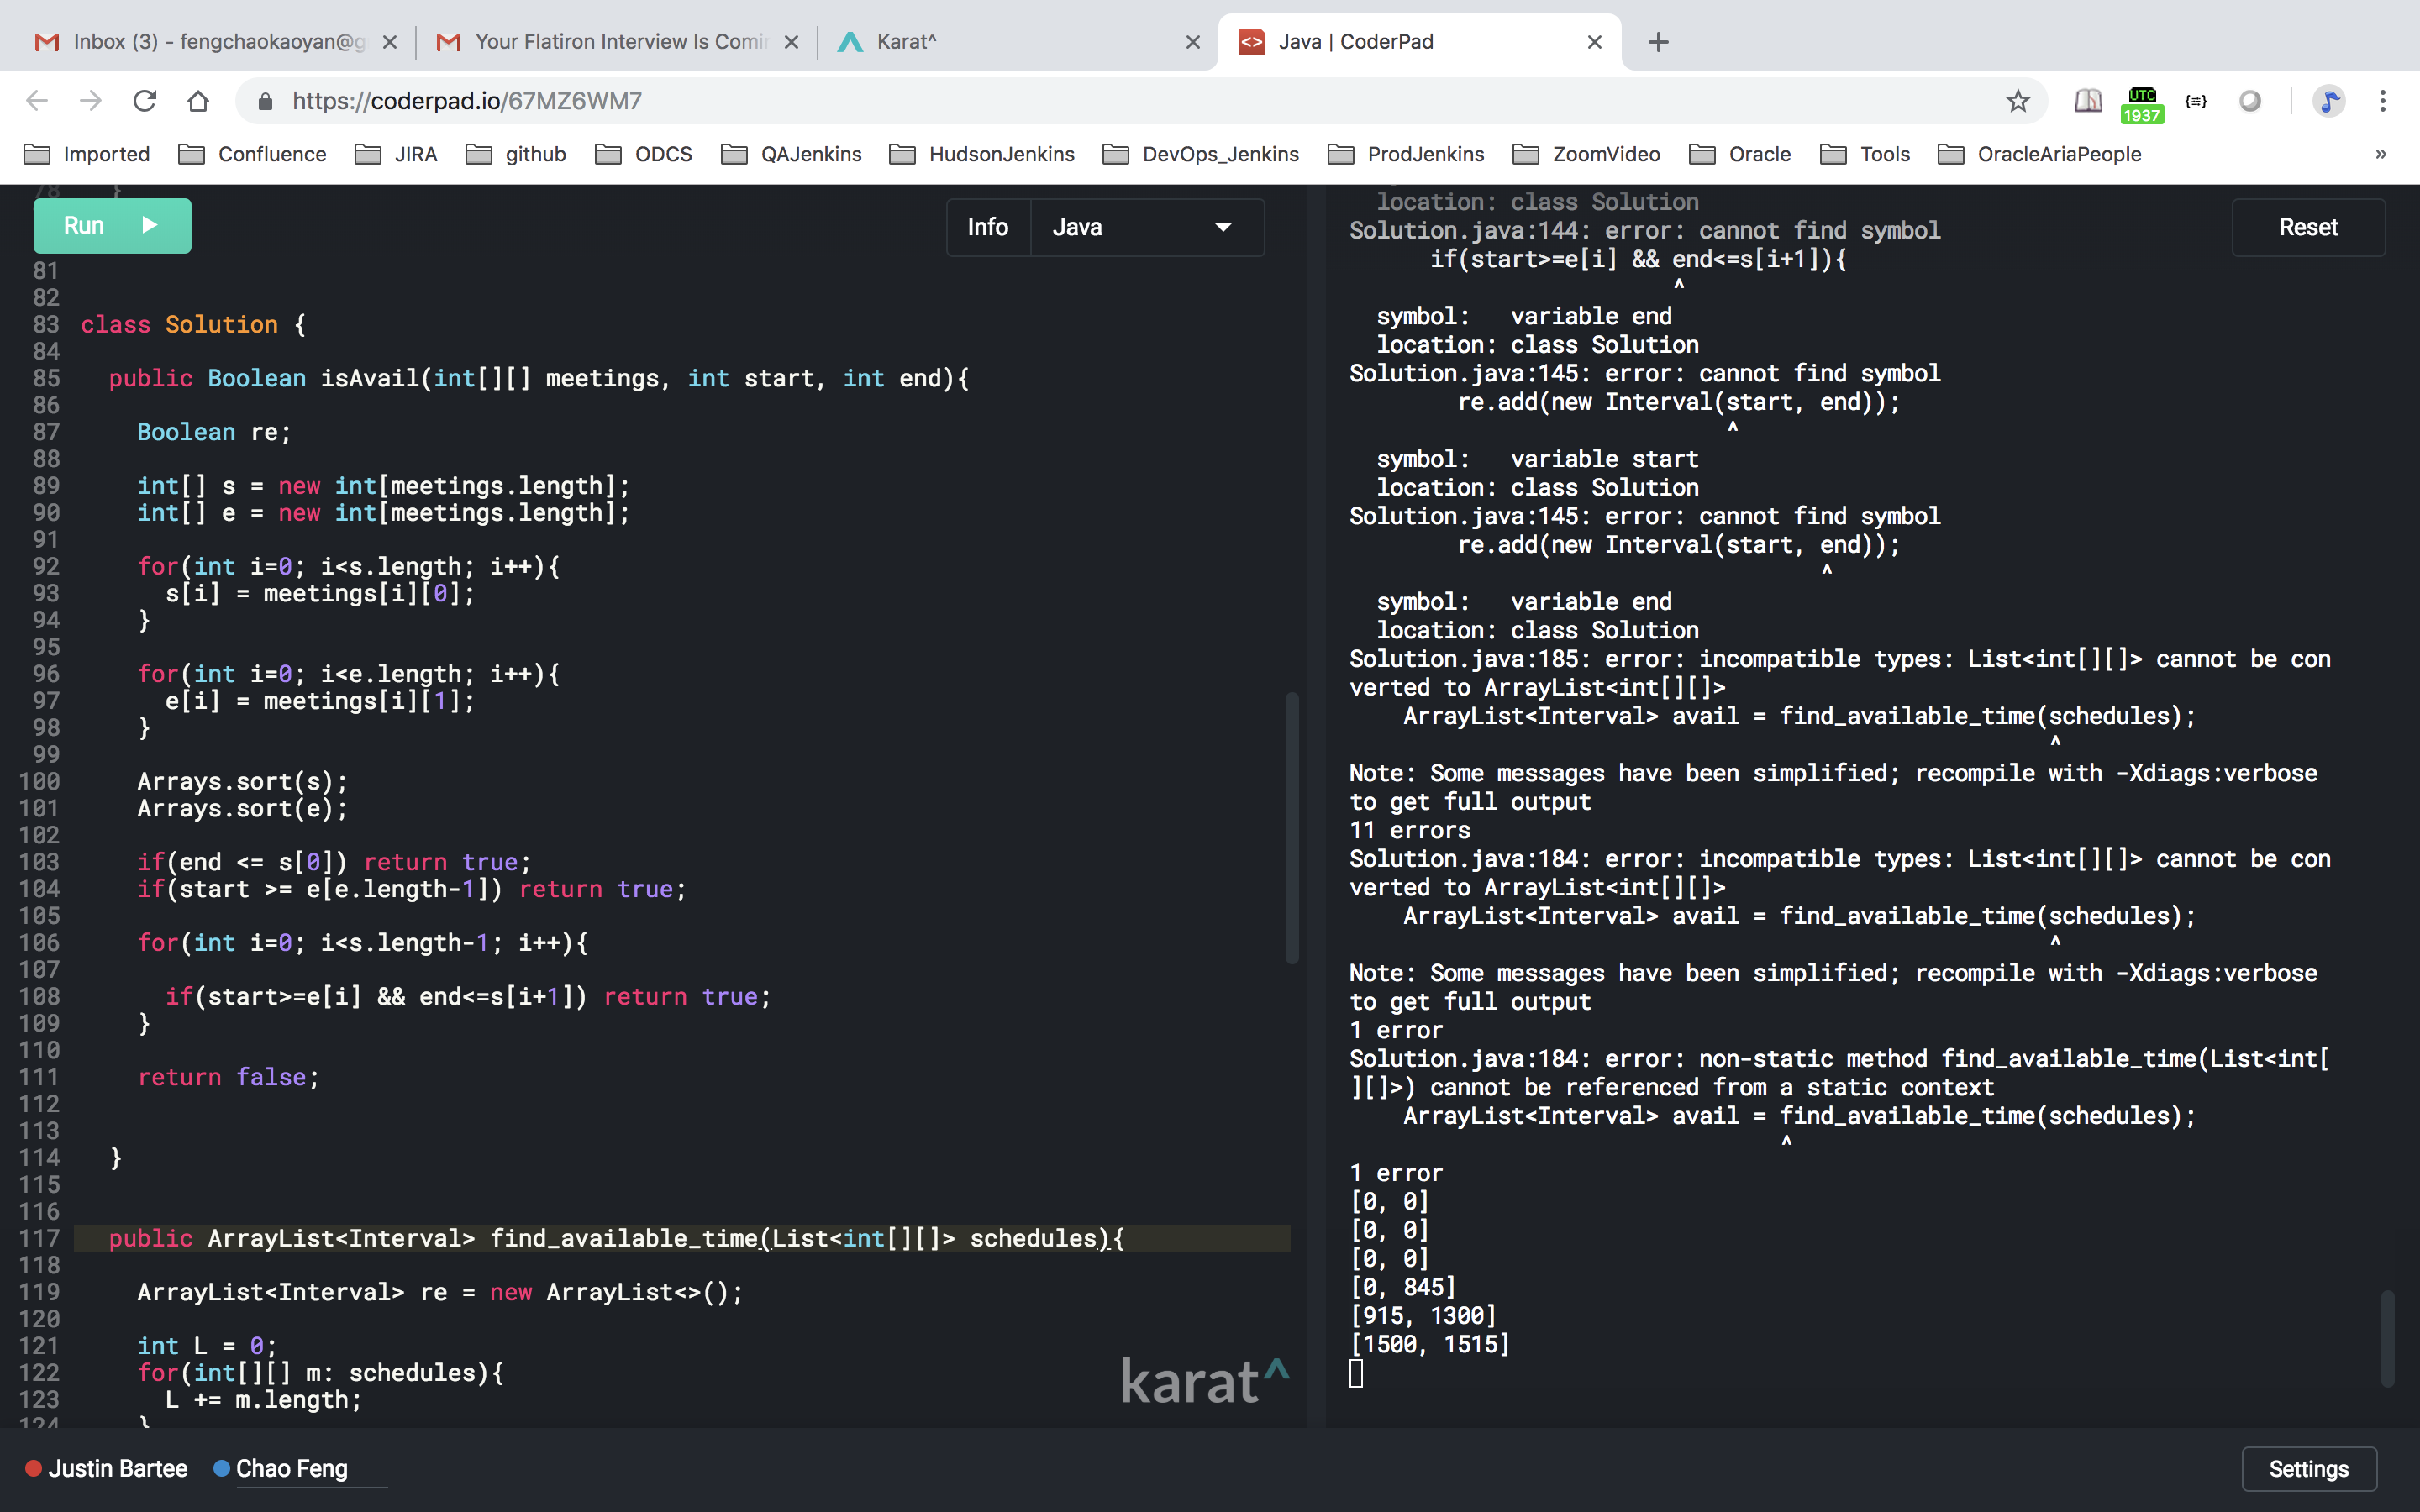 Inbox (3) - fengchaokaoyan@g
Your Flatiron Interview Is Comi
Karat^
Java | CoderPad
https://coderpad.io/67MZ6WM7
UTC
1937
Imported
Confluence
JIRA
github
ODCS
QAJenkins
HudsonJenkins
DevOps_Jenkins
ProdJenkins
ZoomVideo
Oracle
Tools
OracleAriaPeople
»
78 }
Run
Info
Java
81
82
83 class Solution {
84
85 public Boolean isAvail(int[][] meetings, int start, int end){
86
87 Boolean re;
88
89 int[] s = new int[meetings.length];
90 int[] e = new int[meetings.length];
91
92 for(int i=0; i<s.length; i++){
93 s[i] = meetings[i][0];
94 }
95
96 for(int i=0; i<e.length; i++){
97 e[i] = meetings[i][1];
98 }
99
100 Arrays.sort(s);
101 Arrays.sort(e);
102
103 if(end <= s[0]) return true;
104 if(start >= e[e.length-1]) return true;
105
106 for(int i=0; i<s.length-1; i++){
107
108 if(start>=e[i] && end<=s[i+1]) return true;
109 }
110
111 return false;
112
113
114 }
115
116
117 public ArrayList<Interval> find_available_time(List<int[][]> schedules){
118
119 ArrayList<Interval> re = new ArrayList<>();
120
121 int L = 0;
122 for(int[][] m: schedules){
123 L += m.length;
124 }
karat^
Reset
location: class Solution
Solution.java:144: error: cannot find symbol
if(start>=e[i] && end<=s[i+1]){
^
symbol: variable end
location: class Solution
Solution.java:145: error: cannot find symbol
re.add(new Interval(start, end));
^
symbol: variable start
location: class Solution
Solution.java:145: error: cannot find symbol
re.add(new Interval(start, end));
^
symbol: variable end
location: class Solution
Solution.java:185: error: incompatible types: List<int[][]> cannot be con
verted to ArrayList<int[][]>
ArrayList<Interval> avail = find_available_time(schedules);
^
Note: Some messages have been simplified; recompile with -Xdiags:verbose
to get full output
11 errors
Solution.java:184: error: incompatible types: List<int[][]> cannot be con
verted to ArrayList<int[][]>
ArrayList<Interval> avail = find_available_time(schedules);
^
Note: Some messages have been simplified; recompile with -Xdiags:verbose
to get full output
1 error
Solution.java:184: error: non-static method find_available_time(List<int[
][]>) cannot be referenced from a static context
ArrayList<Interval> avail = find_available_time(schedules);
^
1 error
[0, 0]
[0, 0]
[0, 0]
[0, 845]
[915, 1300]
[1500, 1515]
Justin Bartee
Chao Feng
Settings